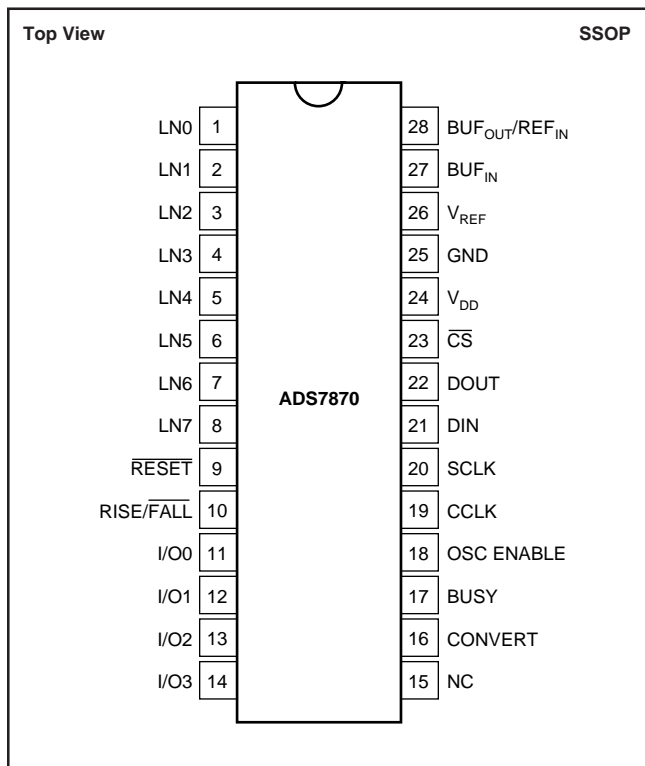 Top View SSOP
LN0 1 28 BUFOUT/REFIN
LN1 2 27 BUFIN
LN2 3 26 VREF
LN3 4 25 GND
LN4 5 24 VDD
LN5 6 23 C̅S̅
LN6 7 22 DOUT
ADS7870
LN7 8 21 DIN
R̅E̅S̅E̅T̅ 9 20 SCLK
RISE/F̅A̅L̅L̅ 10 19 CCLK
I/O0 11 18 OSC ENABLE
I/O1 12 17 BUSY
I/O2 13 16 CONVERT
I/O3 14 15 NC